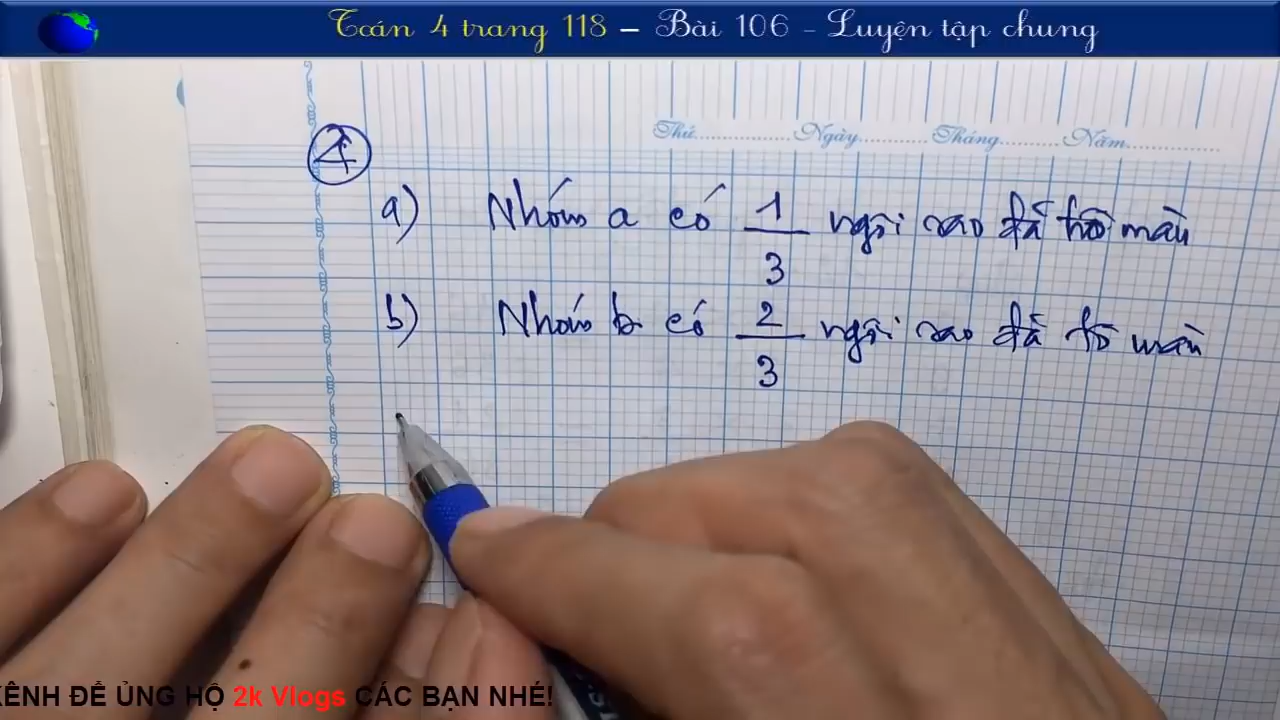 Toán 4 trang 118 – Bài 106 - Luyện tập chung
Thứ Ngày Tháng Năm
4
a) Nhóm a có 1/3 ngôi sao đã tô màu
b) Nhóm b có 2/3 ngôi sao đã tô màu
KÊNH ĐỂ ỦNG HỘ 2k Vlogs CÁC BẠN NHÉ!